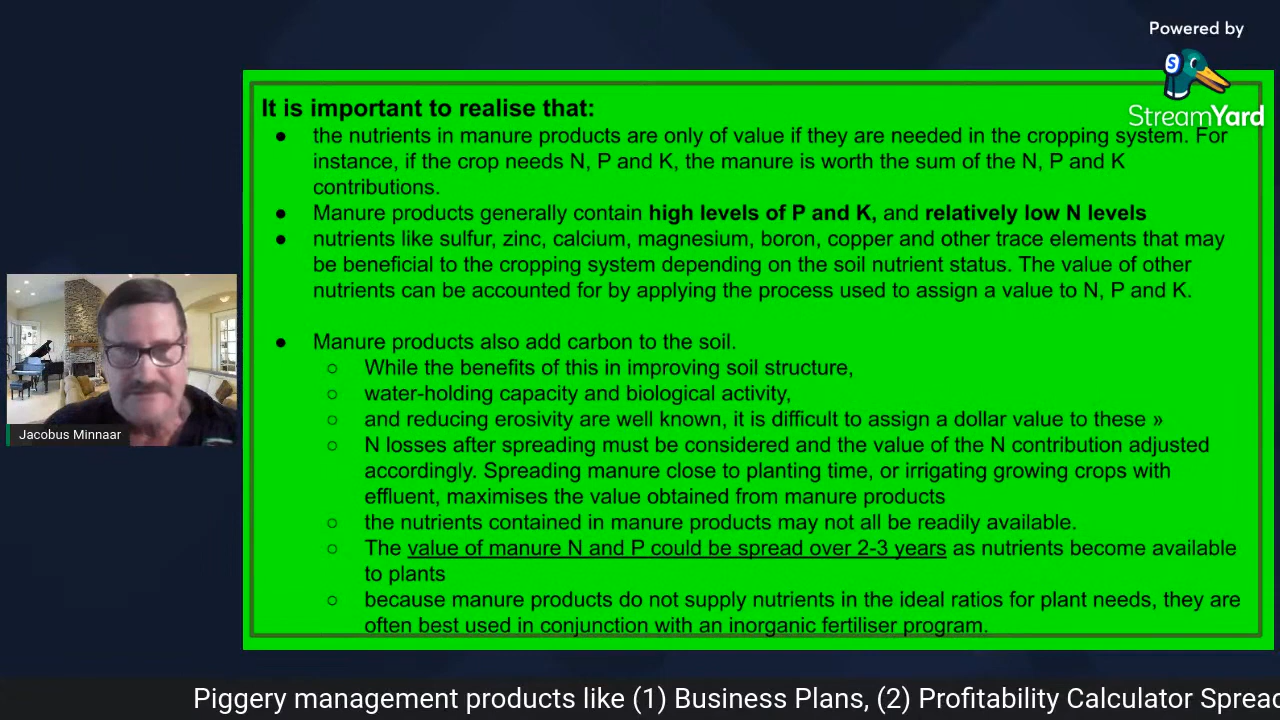 Powered by
S
StreamYard
It is important to realise that:
● the nutrients in manure products are only of value if they are needed in the cropping system. For
instance, if the crop needs N, P and K, the manure is worth the sum of the N, P and K
contributions.
● Manure products generally contain high levels of P and K, and relatively low N levels
● nutrients like sulfur, zinc, calcium, magnesium, boron, copper and other trace elements that may
be beneficial to the cropping system depending on the soil nutrient status. The value of other
nutrients can be accounted for by applying the process used to assign a value to N, P and K.
● Manure products also add carbon to the soil.
○ While the benefits of this in improving soil structure,
○ water-holding capacity and biological activity,
○ and reducing erosivity are well known, it is difficult to assign a dollar value to these »
○ N losses after spreading must be considered and the value of the N contribution adjusted
accordingly. Spreading manure close to planting time, or irrigating growing crops with
effluent, maximises the value obtained from manure products
○ the nutrients contained in manure products may not all be readily available.
○ The value of manure N and P could be spread over 2-3 years as nutrients become available
to plants
○ because manure products do not supply nutrients in the ideal ratios for plant needs, they are
often best used in conjunction with an inorganic fertiliser program.
Jacobus Minnaar
Piggery management products like (1) Business Plans, (2) Profitability Calculator Spread